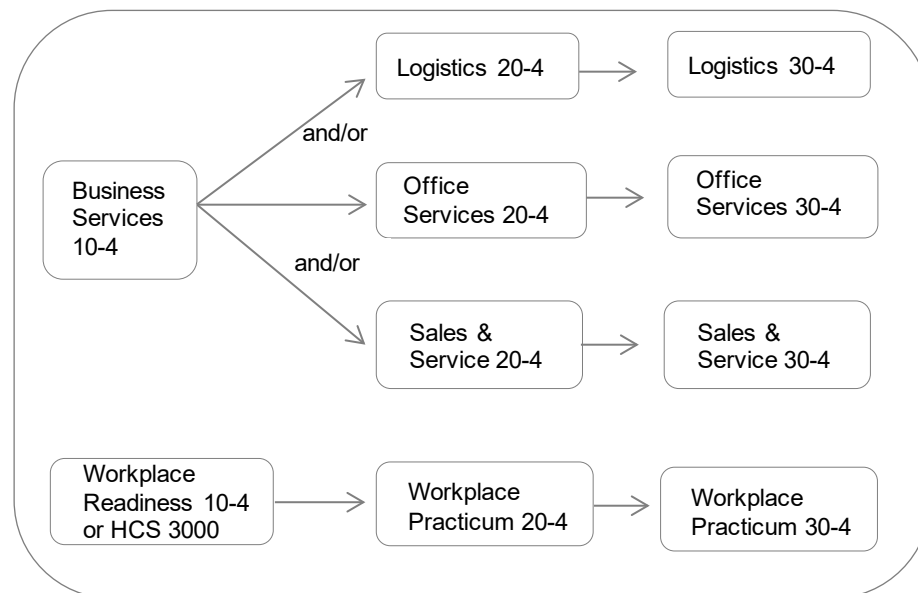 Logistics 20-4
Logistics 30-4
and/or
Business
Services
10-4
Office
Services 20-4
Office
Services 30-4
and/or
Sales &
Service 20-4
Sales &
Service 30-4
Workplace
Readiness 10-4
or HCS 3000
Workplace
Practicum 20-4
Workplace
Practicum 30-4